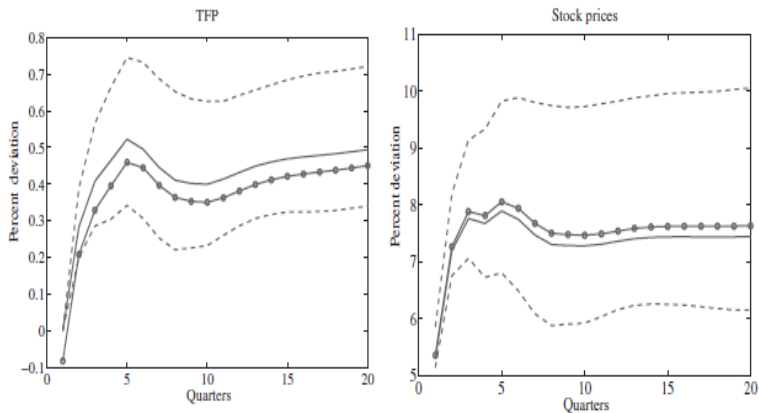 TFP
Percent deviation
0.8
0.7
0.6
0.5
0.4
0.3
0.2
0.1
0
−0.1
0 5 10 15 20
Quarters
Stock prices
Percent deviation
11
10
9
8
7
6
5
0 5 10 15 20
Quarters